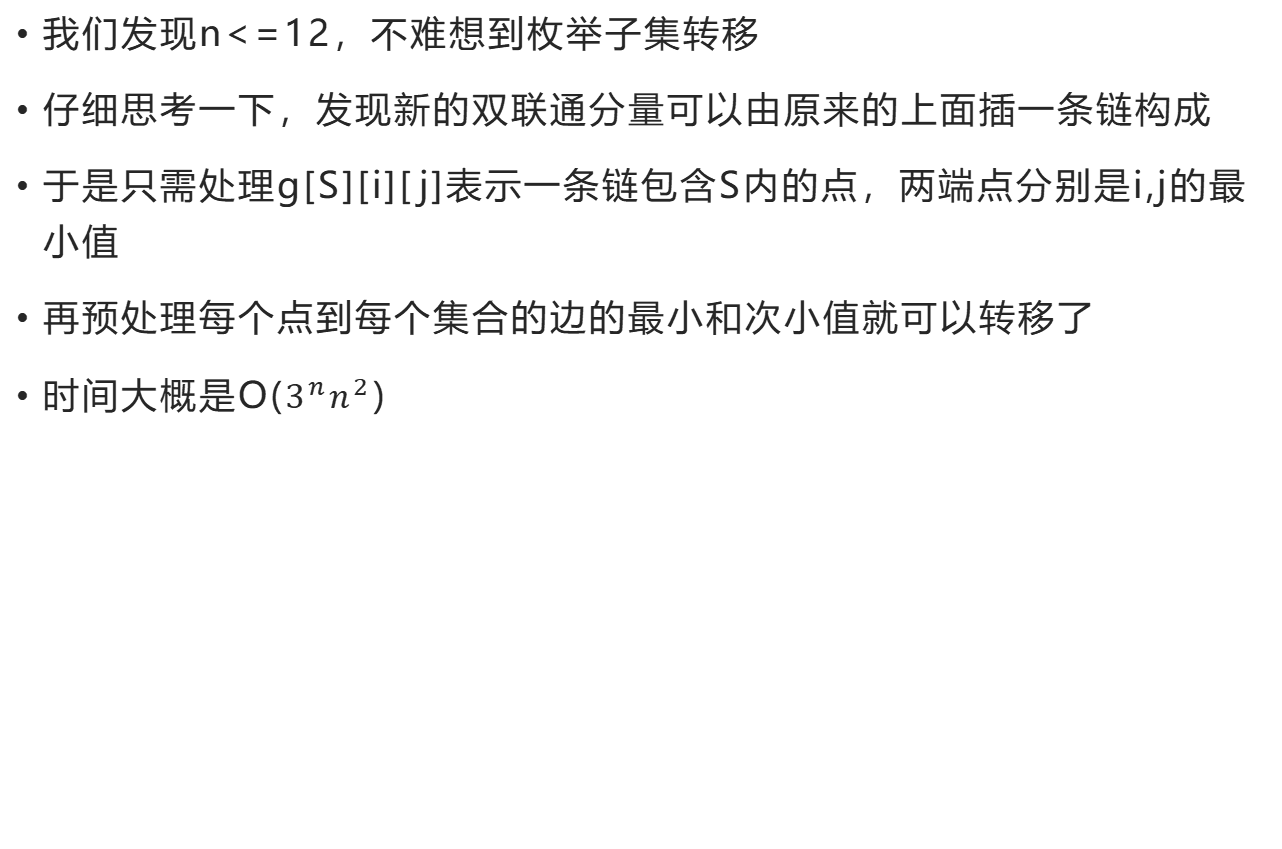 • 我们发现n<=12，不难想到枚举子集转移
• 仔细思考一下，发现新的双联通分量可以由原来的上面插一条链构成
• 于是只需处理g[S][i][j]表示一条链包含S内的点，两端点分别是i,j的最
小值
• 再预处理每个点到每个集合的边的最小和次小值就可以转移了
• 时间大概是O(3ⁿn²)